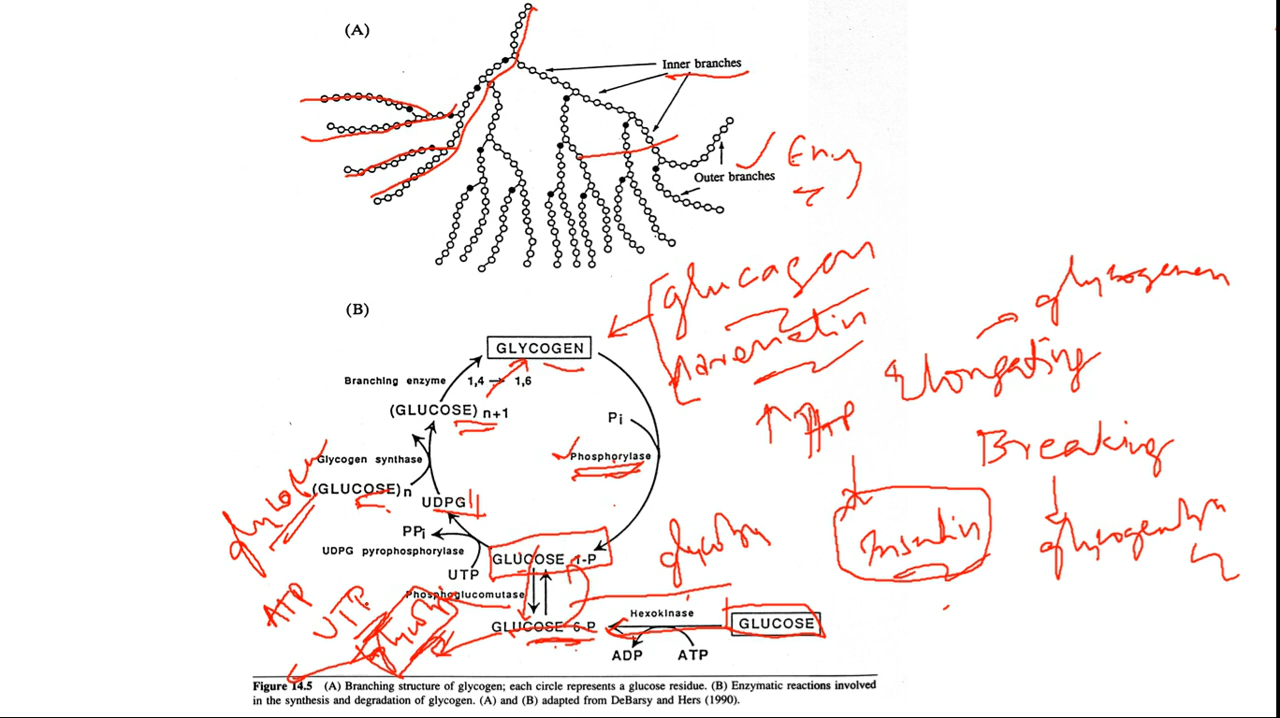 (A)
Inner branches
Outer branches
Eny
(B)
glucagon
GLYCOGEN
Branching enzyme
1,4 → 1,6
(GLUCOSE) n+1
Elongating
Pi
ATP
Breaking
Glycogen synthase
Phosphorylase
(GLUCOSE)n
UDPG
PPi
UDPG pyrophosphorylase
GLUCOSE 1-P
Insulin
UTP
Phosphoglucomutase
ATP
UTP
Hexokinase
GLUCOSE 6-P
GLUCOSE
ADP
ATP
Figure 14.5 (A) Branching structure of glycogen; each circle represents a glucose residue. (B) Enzymatic reactions involved
in the synthesis and degradation of glycogen. (A) and (B) adapted from DeBarsy and Hers (1990).